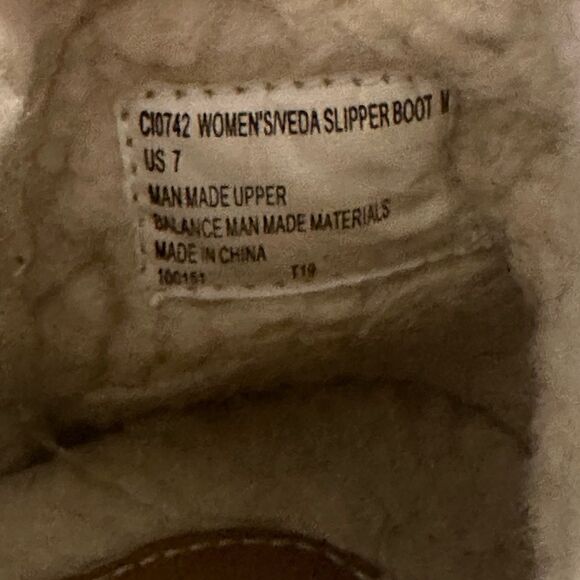 CI0742 WOMEN'S/VEDA SLIPPER BOOT M
US 7
MAN MADE UPPER
BALANCE MAN MADE MATERIALS
MADE IN CHINA
100151 T19